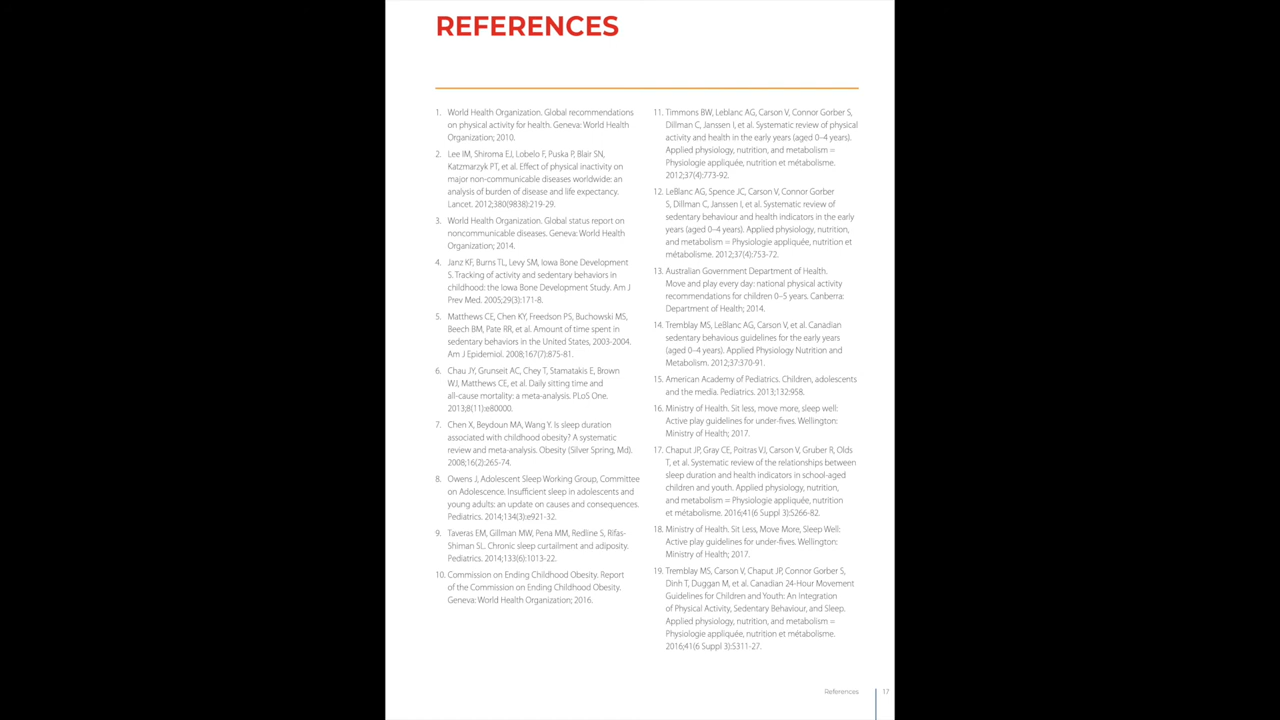 REFERENCES
1. World Health Organization. Global recommendations
on physical activity for health. Geneva: World Health
Organization; 2010.
2. Lee IM, Shiroma EJ, Lobelo F, Puska P, Blair SN,
Katzmarzyk PT, et al. Effect of physical inactivity on
major non-communicable diseases worldwide: an
analysis of burden of disease and life expectancy.
Lancet. 2012;380(9838):219-29.
3. World Health Organization. Global status report on
noncommunicable diseases. Geneva: World Health
Organization; 2014.
4. Janz KF, Burns TL, Levy SM, Iowa Bone Development
S. Tracking of activity and sedentary behaviors in
childhood: the Iowa Bone Development Study. Am J
Prev Med. 2005;29(3):171-8.
5. Matthews CE, Chen KY, Freedson PS, Buchowski MS,
Beech BM, Pate RR, et al. Amount of time spent in
sedentary behaviors in the United States, 2003-2004.
Am J Epidemiol. 2008;167(7):875-81.
6. Chau JY, Grunseit AC, Chey T, Stamatakis E, Brown
WJ, Matthews CE, et al. Daily sitting time and
all-cause mortality: a meta-analysis. PLoS One.
2013;8(11):e80000.
7. Chen X, Beydoun MA, Wang Y. Is sleep duration
associated with childhood obesity? A systematic
review and meta-analysis. Obesity (Silver Spring, Md).
2008;16(2):265-74.
8. Owens J, Adolescent Sleep Working Group, Committee
on Adolescence. Insufficient sleep in adolescents and
young adults: an update on causes and consequences.
Pediatrics. 2014;134(3):e921-32.
9. Taveras EM, Gillman MW, Pena MM, Redline S, Rifas-
Shiman SL. Chronic sleep curtailment and adiposity.
Pediatrics. 2014;133(6):1013-22.
10. Commission on Ending Childhood Obesity. Report
of the Commission on Ending Childhood Obesity.
Geneva: World Health Organization; 2016.
11. Timmons BW, Leblanc AG, Carson V, Connor Gorber S,
Dillman C, Janssen I, et al. Systematic review of physical
activity and health in the early years (aged 0–4 years).
Applied physiology, nutrition, and metabolism =
Physiologie appliquée, nutrition et métabolisme.
2012;37(4):773-92.
12. LeBlanc AG, Spence JC, Carson V, Connor Gorber
S, Dillman C, Janssen I, et al. Systematic review of
sedentary behaviour and health indicators in the early
years (aged 0–4 years). Applied physiology, nutrition,
and metabolism = Physiologie appliquée, nutrition et
métabolisme. 2012;37(4):753-72.
13. Australian Government Department of Health.
Move and play every day: national physical activity
recommendations for children 0–5 years. Canberra:
Department of Health; 2014.
14. Tremblay MS, LeBlanc AG, Carson V, et al. Canadian
sedentary behavious guidelines for the early years
(aged 0–4 years). Applied Physiology Nutrition and
Metabolism. 2012;37:370-91.
15. American Academy of Pediatrics. Children, adolescents
and the media. Pediatrics. 2013;132:958.
16. Ministry of Health. Sit less, move more, sleep well:
Active play guidelines for under-fives. Wellington:
Ministry of Health; 2017.
17. Chaput JP, Gray CE, Poitras VJ, Carson V, Gruber R, Olds
T, et al. Systematic review of the relationships between
sleep duration and health indicators in school-aged
children and youth. Applied physiology, nutrition,
and metabolism = Physiologie appliquée, nutrition
et métabolisme. 2016;41(6 Suppl 3):S266-82.
18. Ministry of Health. Sit Less, Move More, Sleep Well:
Active play guidelines for under-fives. Wellington:
Ministry of Health; 2017.
19. Tremblay MS, Carson V, Chaput JP, Connor Gorber S,
Dinh T, Duggan M, et al. Canadian 24-Hour Movement
Guidelines for Children and Youth: An Integration
of Physical Activity, Sedentary Behaviour, and Sleep.
Applied physiology, nutrition, and metabolism =
Physiologie appliquée, nutrition et métabolisme.
2016;41(6 Suppl 3):S311-27.
References 17